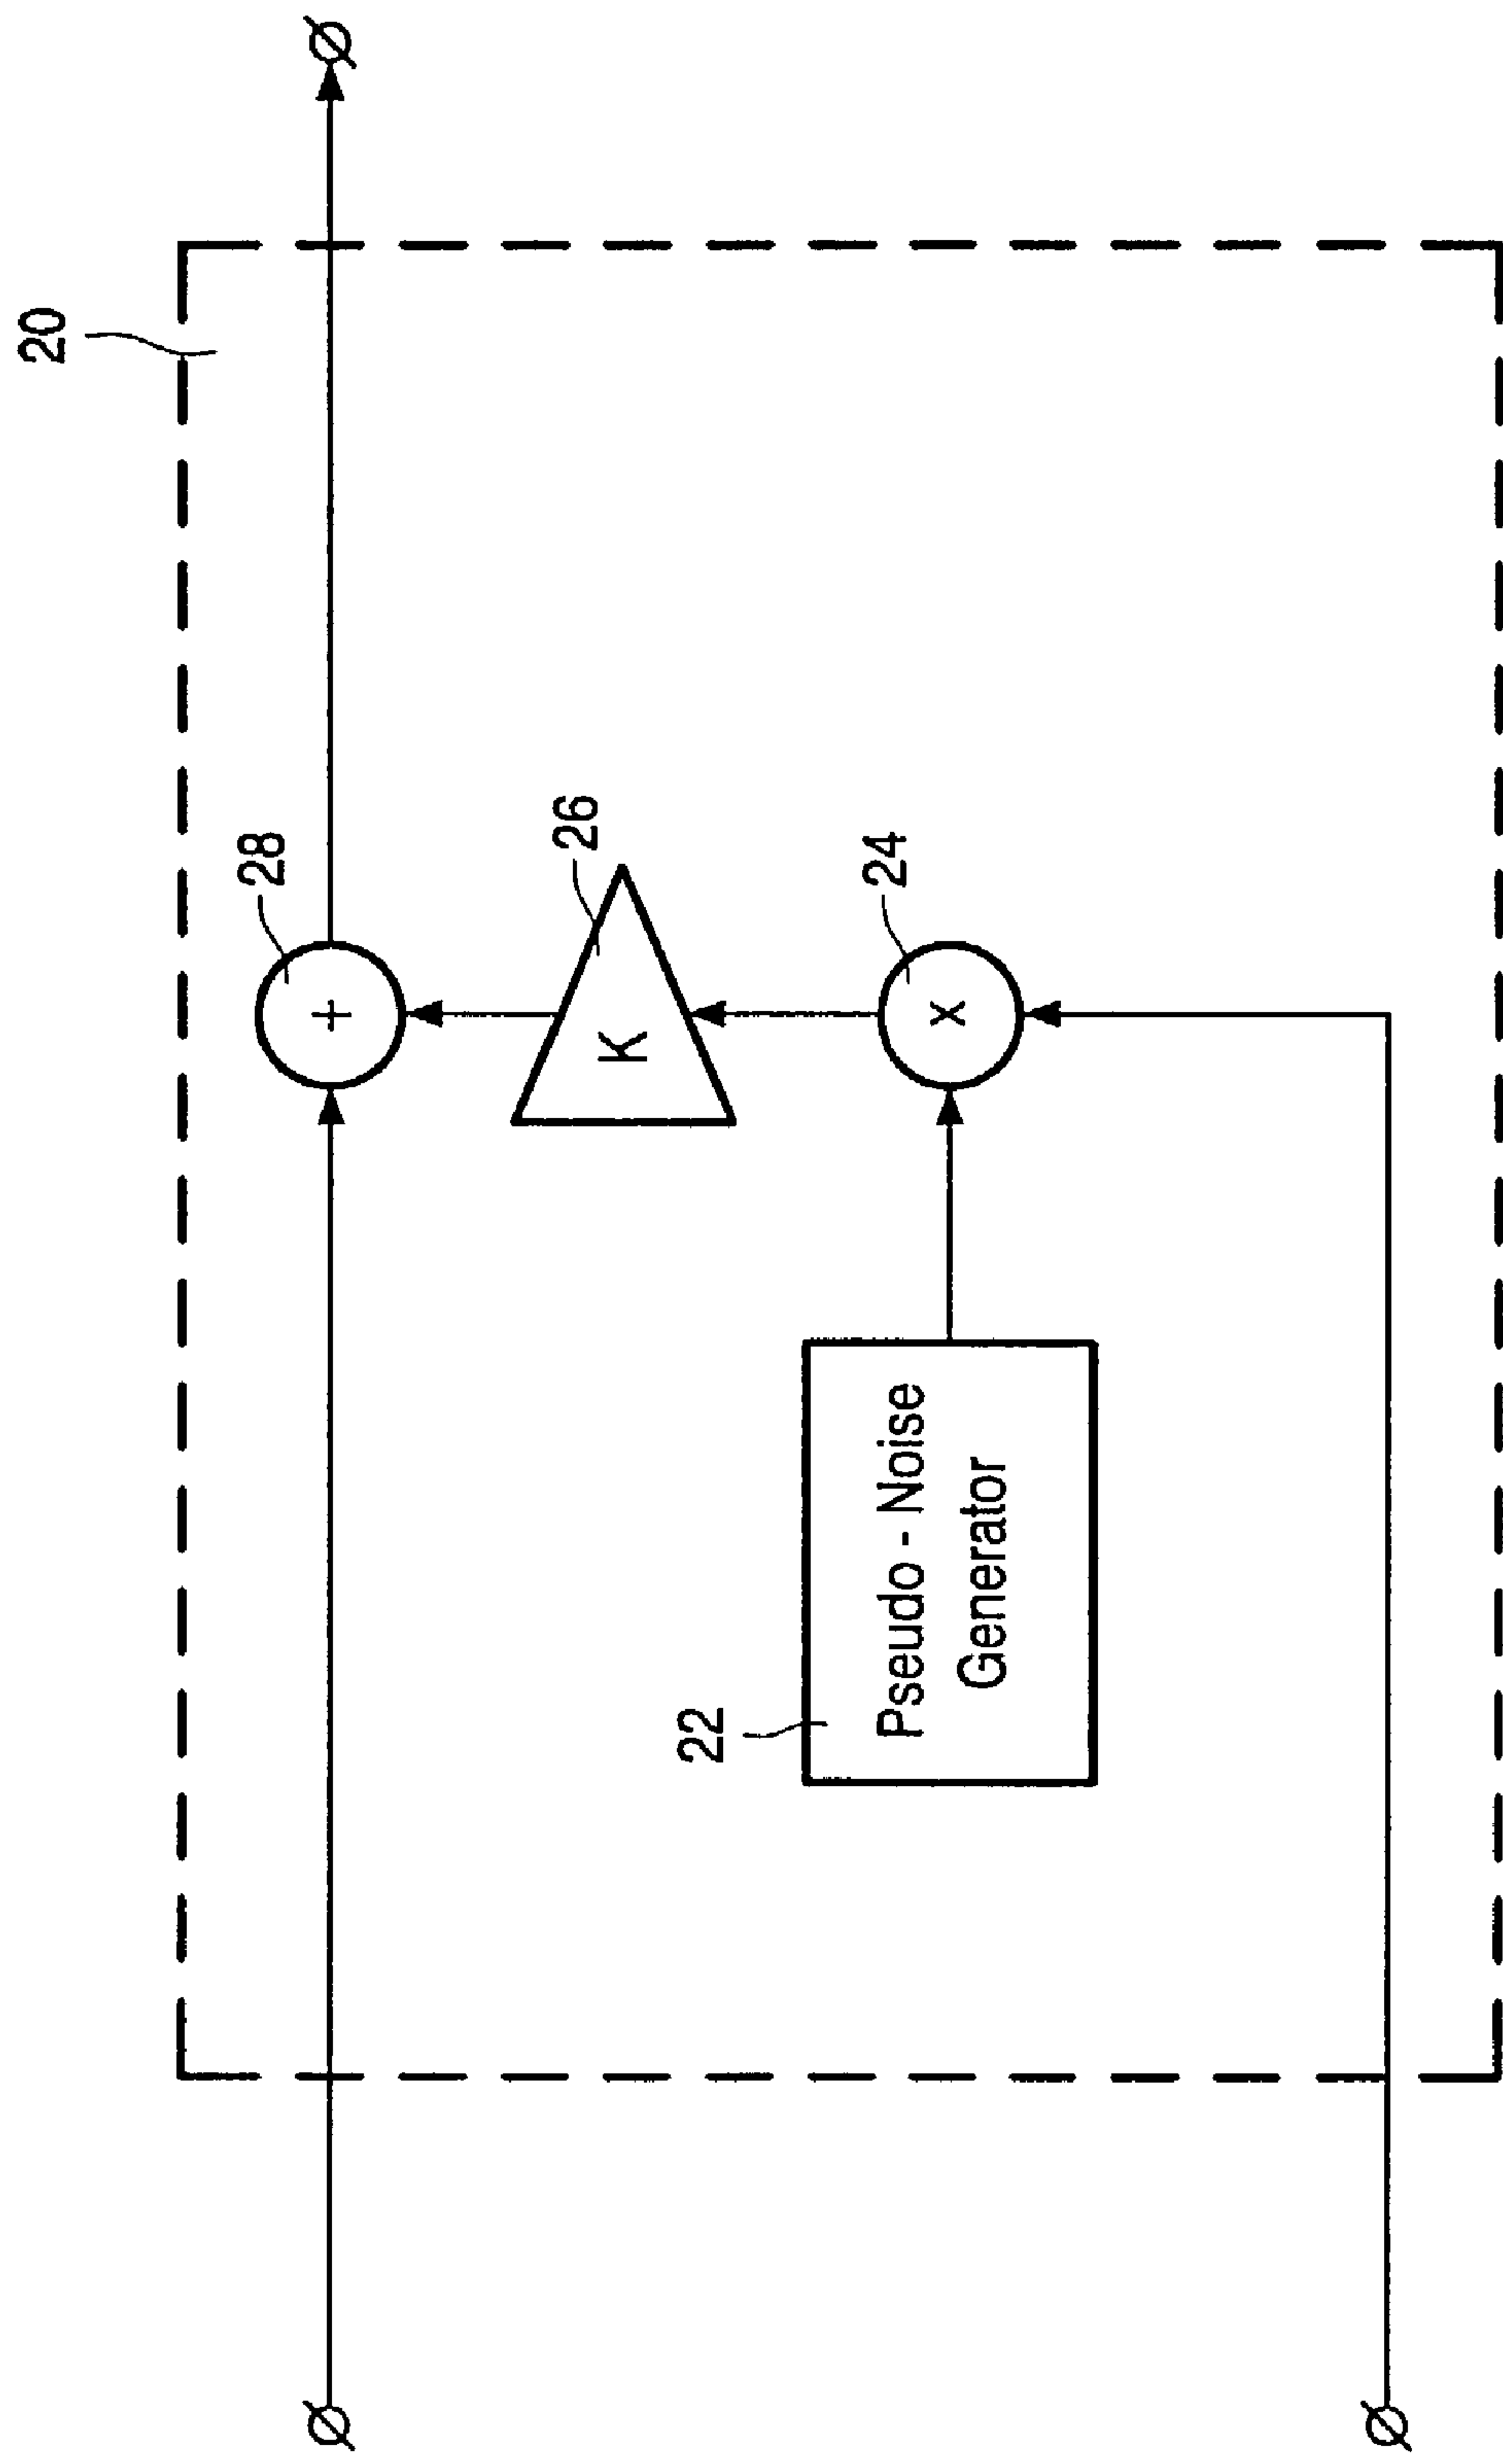 20
28
+
26
K
22
24
Pseudo - Noise
x
Generator